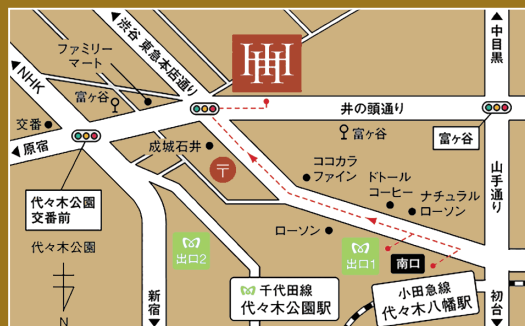 渋谷 東急本店通り
中目黒
HH
ファミリー
マート
NHK
富ヶ谷
井の頭通り
富ヶ谷
富ヶ谷
交番
原宿
成城石井
〒
ココカラ
ファイン
ドトール
コーヒー
ナチュラル
ローソン
山手通り
代々木公園
交番前
代々木公園
ローソン
出口2
出口1
南口
千代田線
代々木公園駅
小田急線
代々木八幡駅
新宿
初台
N